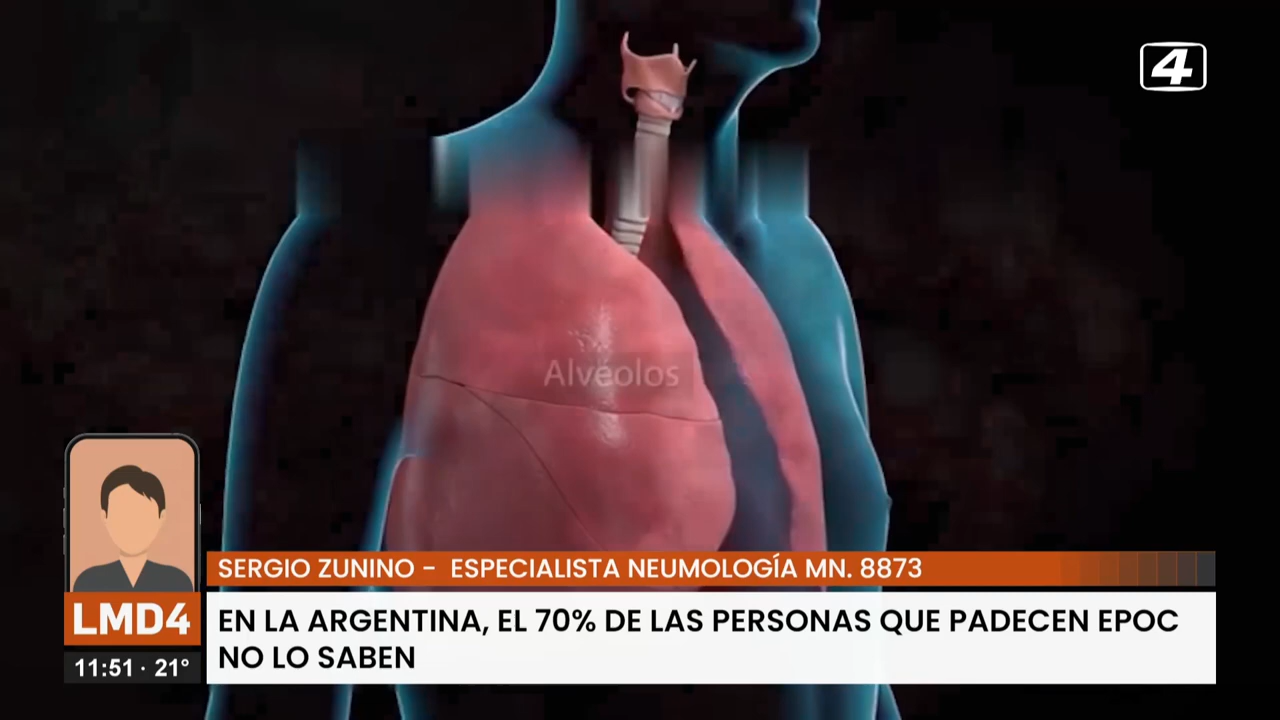 4
Alvéolos
SERGIO ZUNINO - ESPECIALISTA NEUMOLOGÍA MN. 8873
LMD4
EN LA ARGENTINA, EL 70% DE LAS PERSONAS QUE PADECEN EPOC
NO LO SABEN
11:51 · 21°